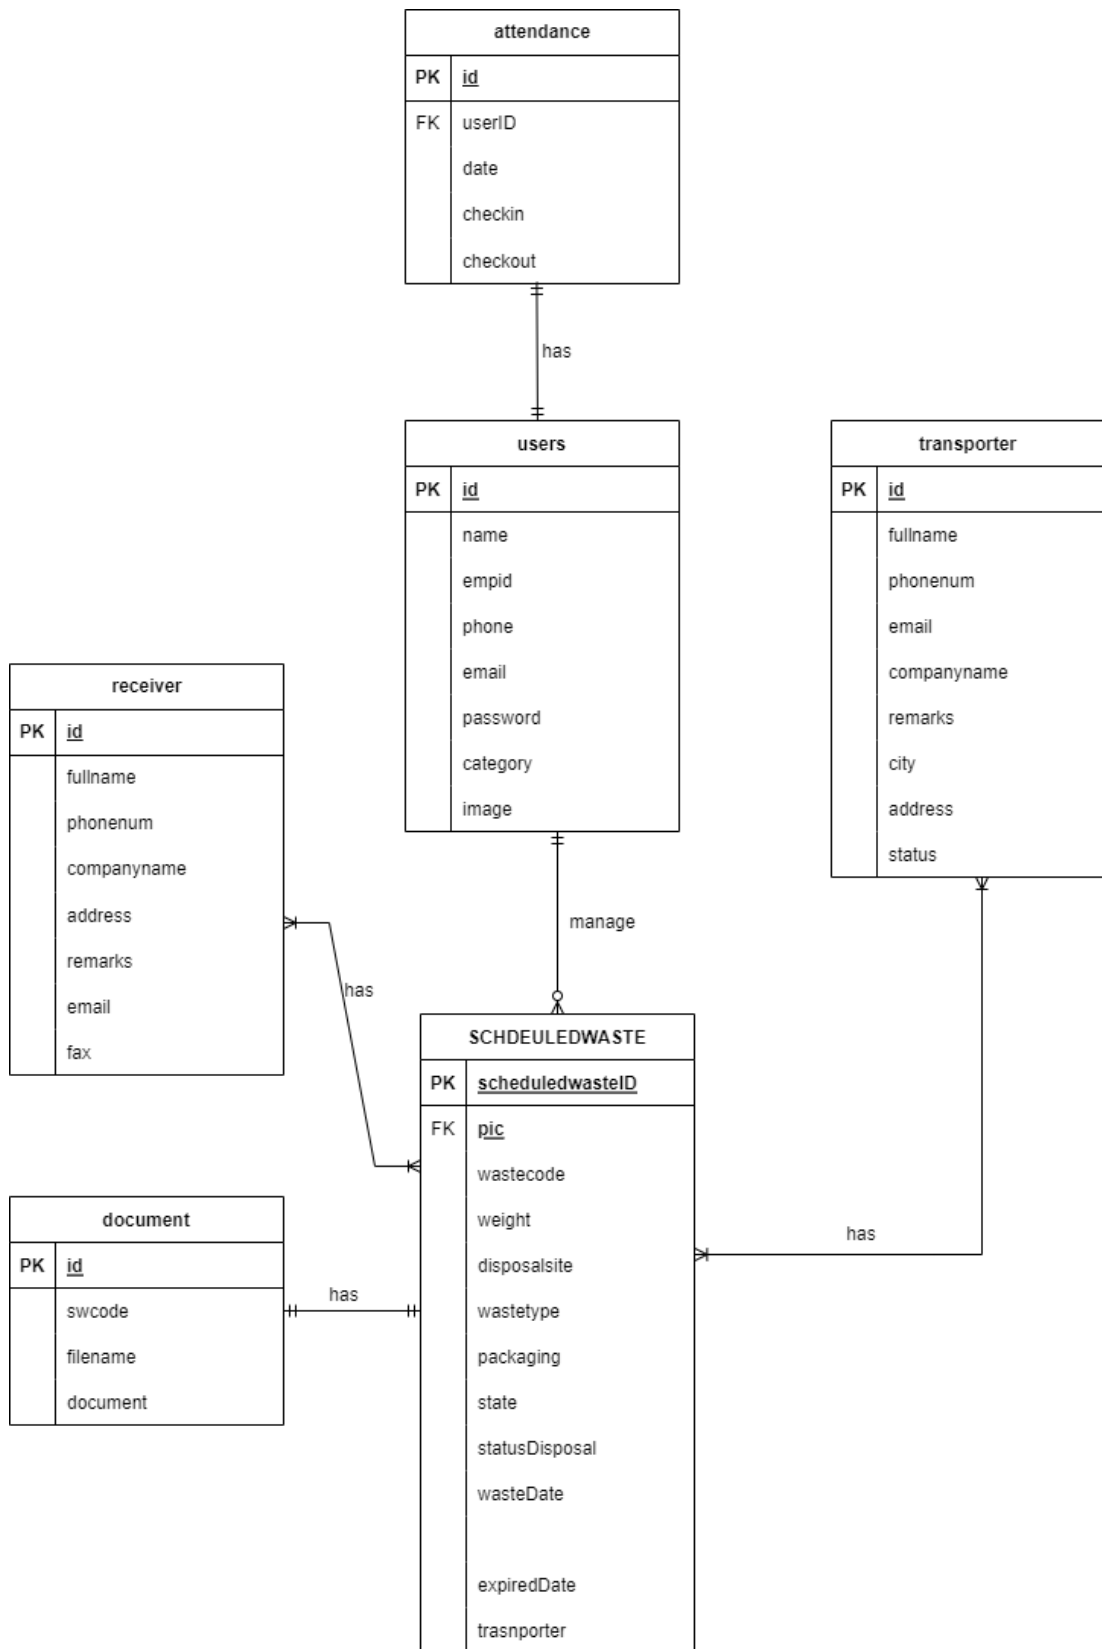 attendance
PK id
FK userID
date
checkin
checkout
has
users
PK id
name
empid
phone
email
password
category
image
transporter
PK id
fullname
phonenum
email
companyname
remarks
city
address
status
receiver
PK id
fullname
phonenum
companyname
address
remarks
email
fax
manage
has
SCHDEULEDWASTE
PK scheduledwasteID
FK pic
wastecode
weight
disposalsite
wastetype
packaging
state
statusDisposal
wasteDate
expiredDate
trasnporter
has
document
PK id
swcode
filename
document
has